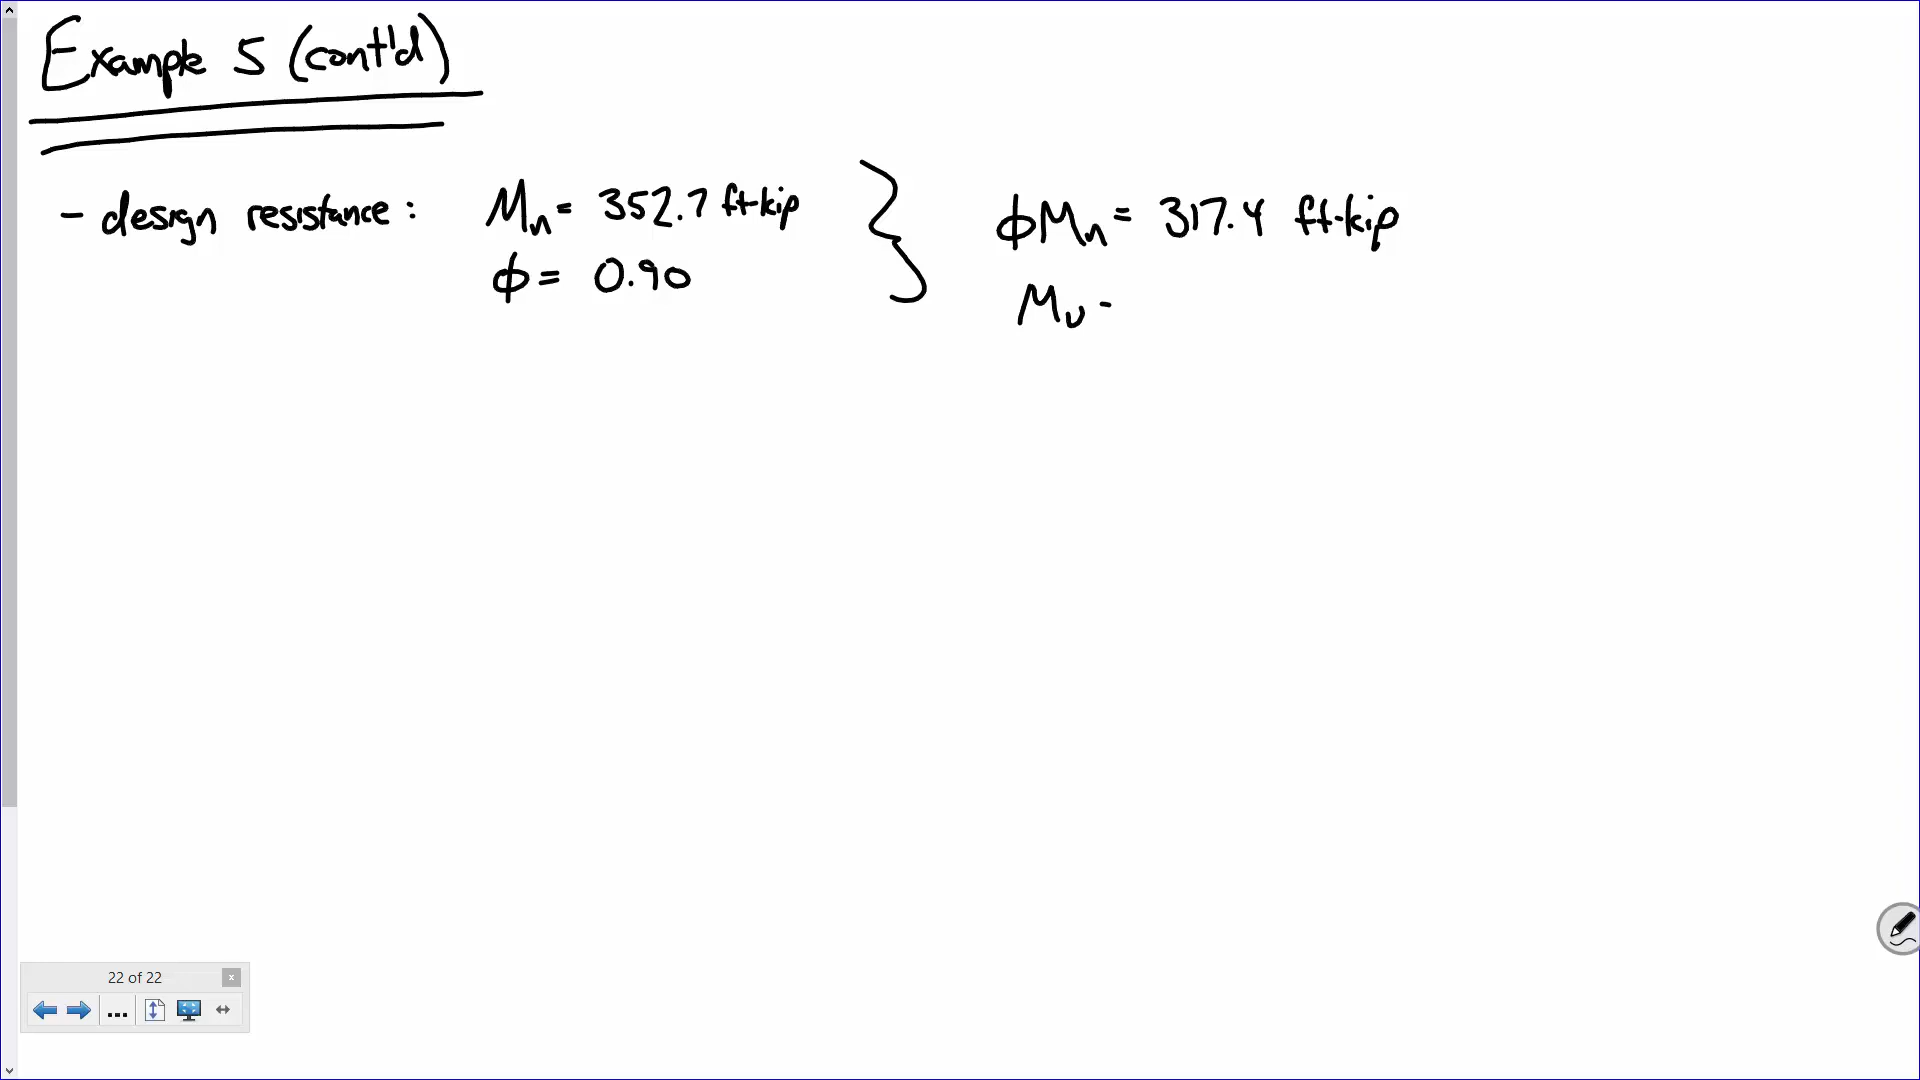 Example 5 (cont'd)
- design resistance: Mn = 352.7 ft-kip ϕMn = 317.4 ft-kip
ϕ = 0.90 Mu -
22 of 22